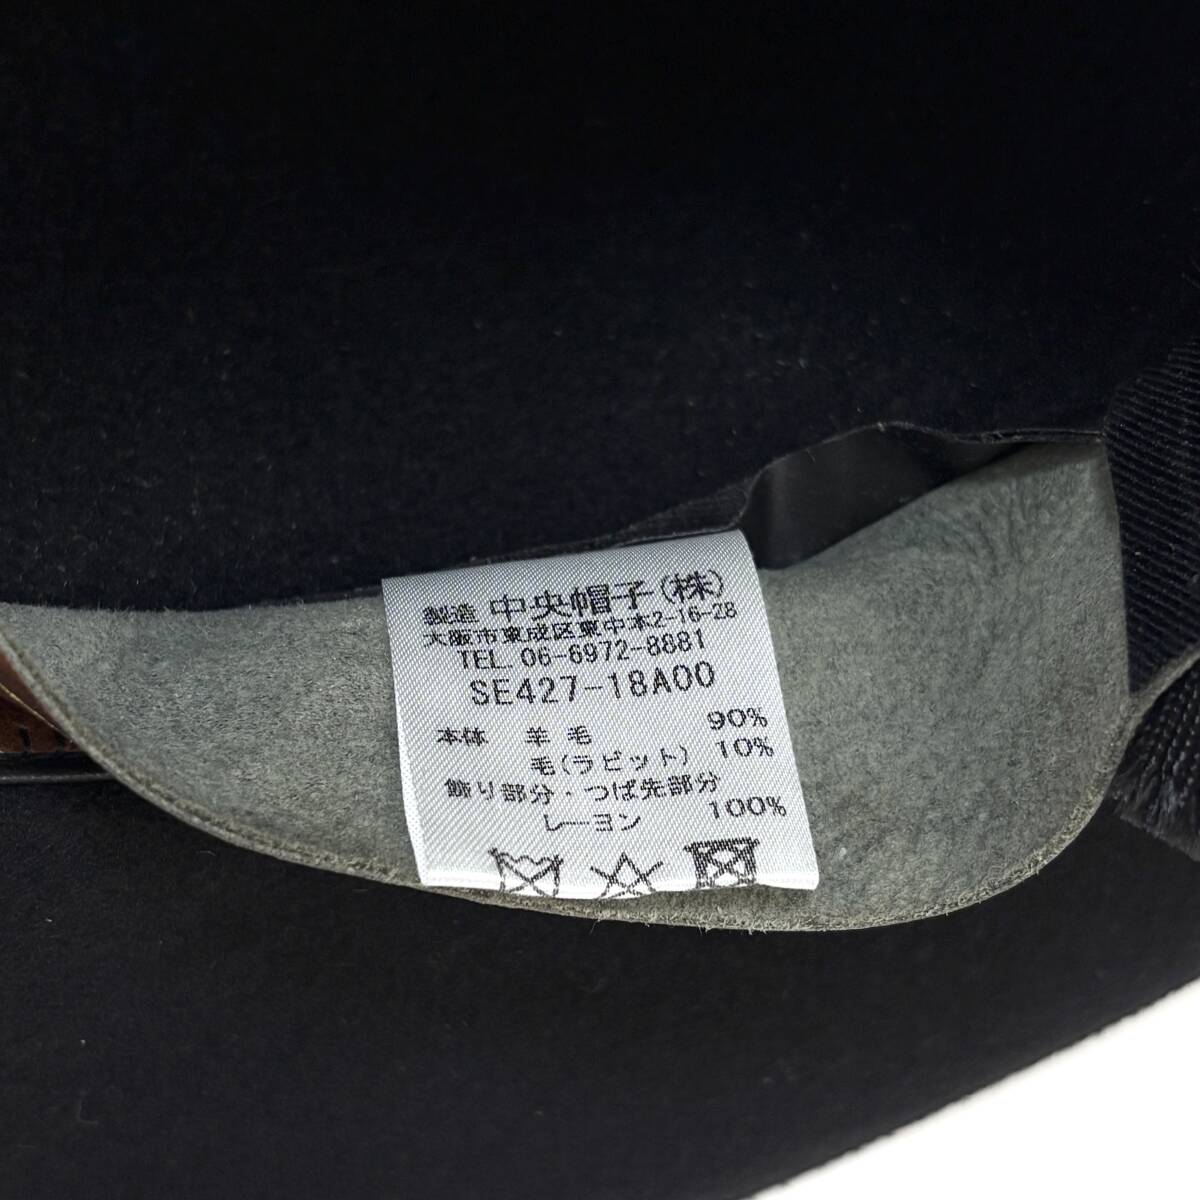 製造 中央帽子(株)
大阪市東成区東中本2-16-28
TEL 06-6972-8881
SE427-18A00
本体 羊毛 90%
毛(ラビット) 10%
飾り部分・つば先部分
レーヨン 100%